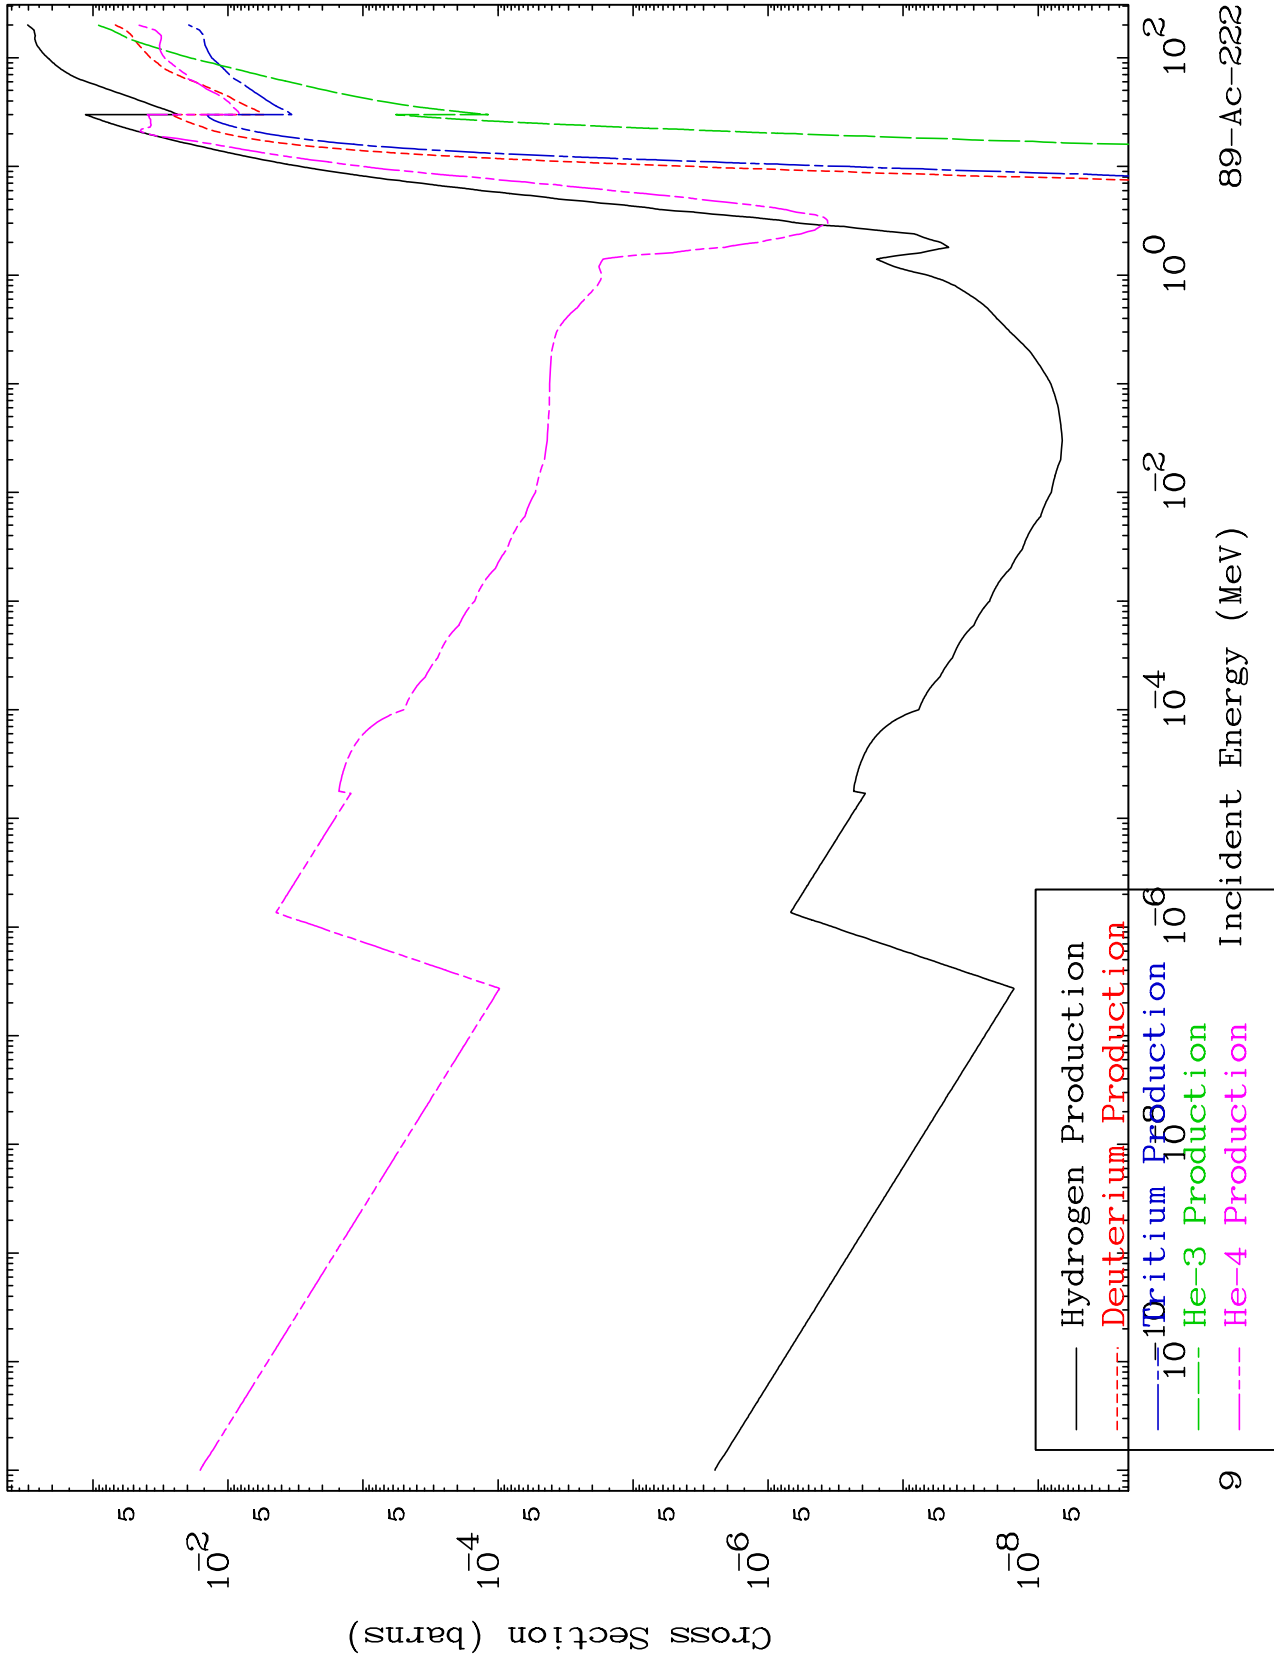 Cross Section (barns)
10^-2
5
5
10^-4
5
5
10^-6
5
5
10^-8
5
10^-10
10^-8
10^-6
10^-4
10^-2
10^0
10^2
Hydrogen Production
Deuterium Production
Tritium Production
He-3 Production
He-4 Production
9
Incident Energy (MeV)
89-Ac-222